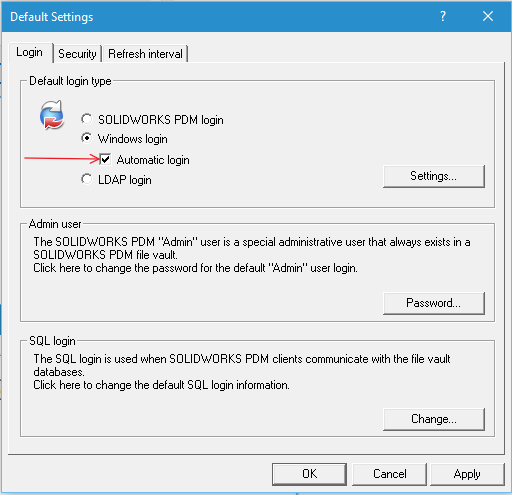 Default Settings
?
Login
Security
Refresh interval
Default login type
SOLIDWORKS PDM login
Windows login
Automatic login
LDAP login
Settings...
Admin user
The SOLIDWORKS PDM "Admin" user is a special administrative user that always exists in a
SOLIDWORKS PDM file vault.
Click here to change the password for the default "Admin" user login.
Password...
SQL login
The SQL login is used when SOLIDWORKS PDM clients communicate with the file vault
databases.
Click here to change the default SQL login information.
Change...
OK
Cancel
Apply